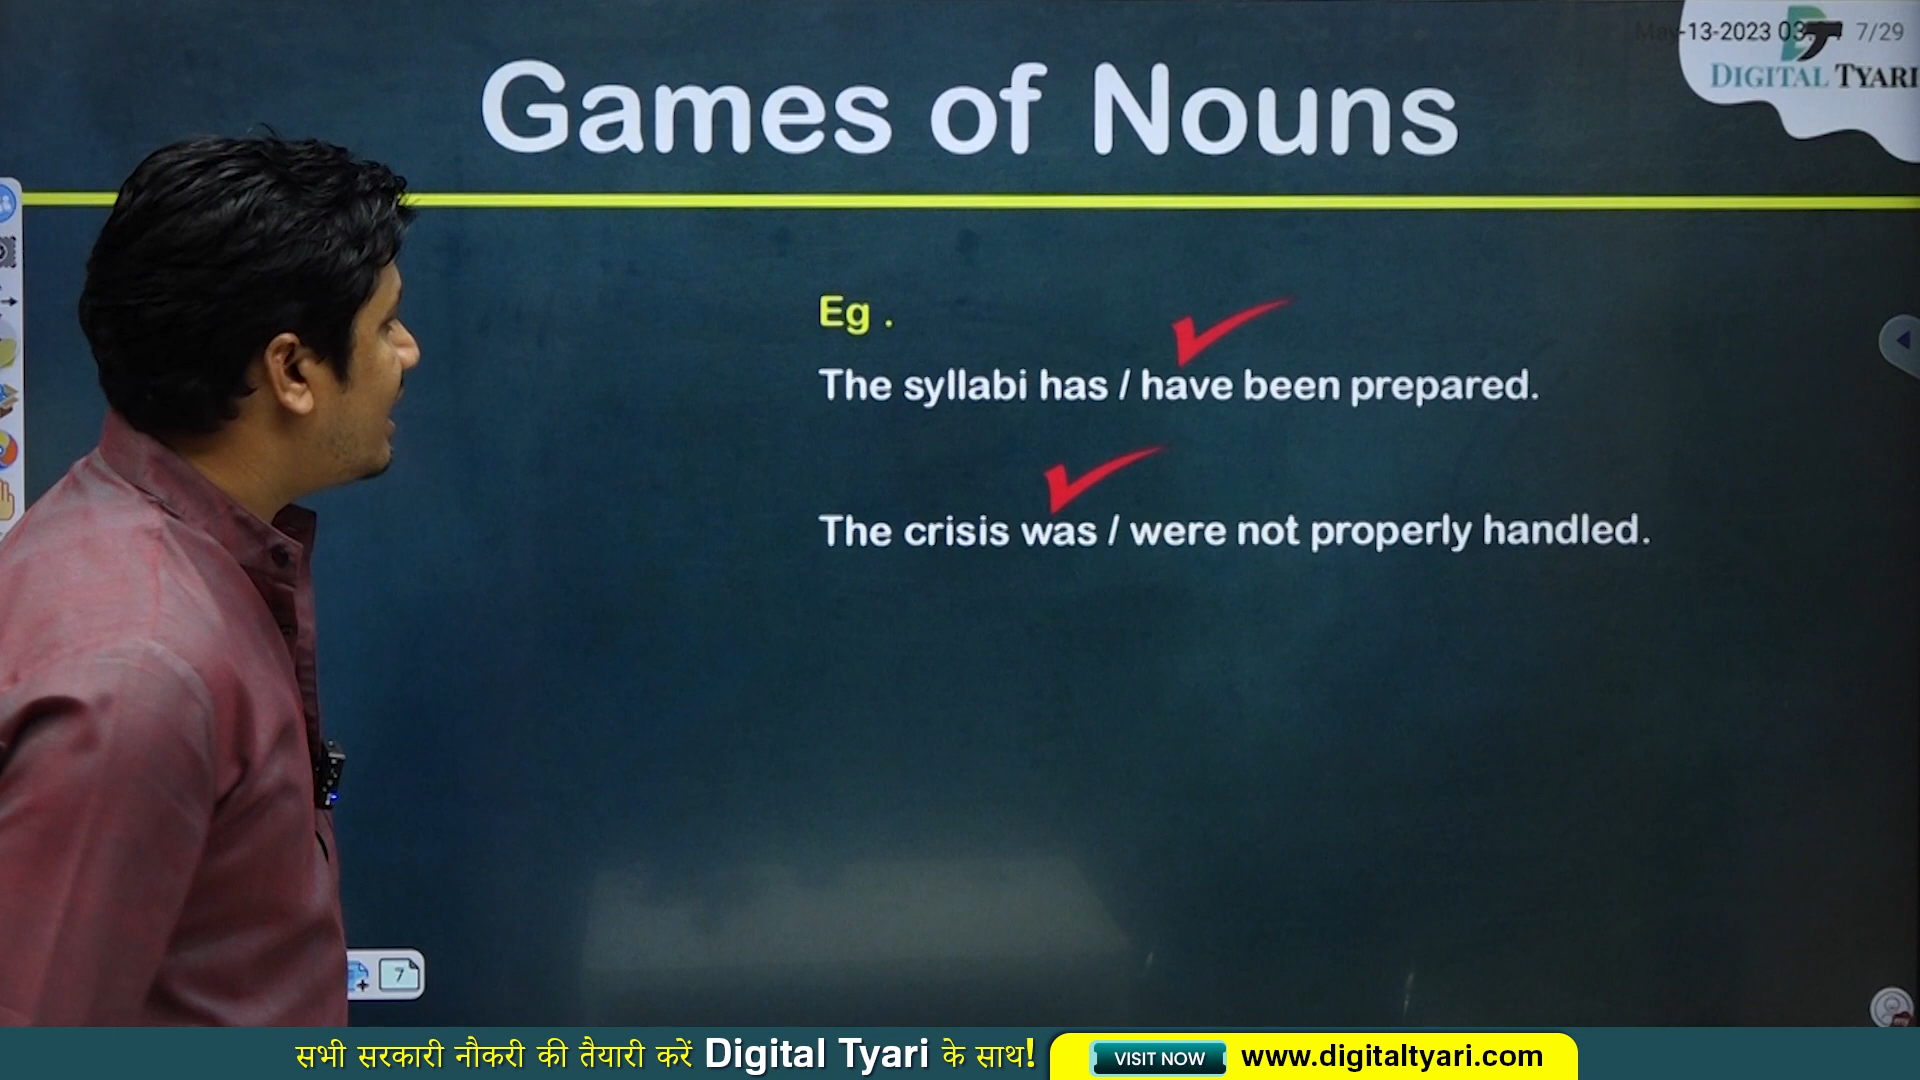 -13-2023 03: 7/29
DIGITAL TYARI
Games of Nouns
Eg .
The syllabi has / have been prepared.
The crisis was / were not properly handled.
7
सभी सरकारी नौकरी की तैयारी करें Digital Tyari के साथ!
VISIT NOW
www.digitaltyari.com